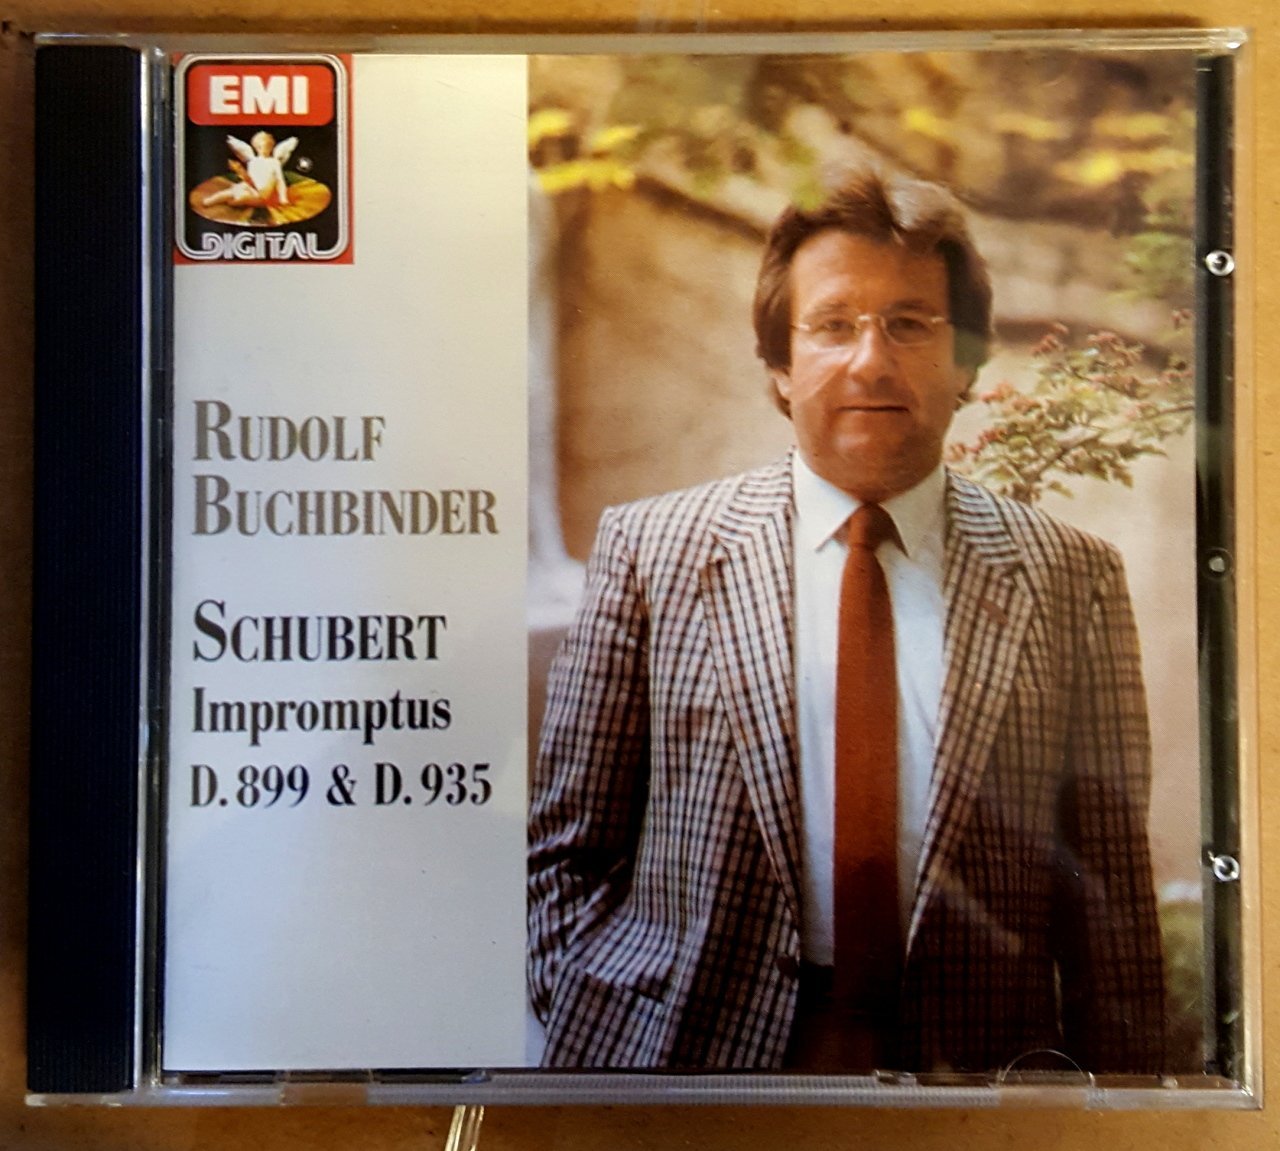 EMI
DIGITAL
RUDOLF
BUCHBINDER
SCHUBERT
Impromptus
D. 899 & D. 935